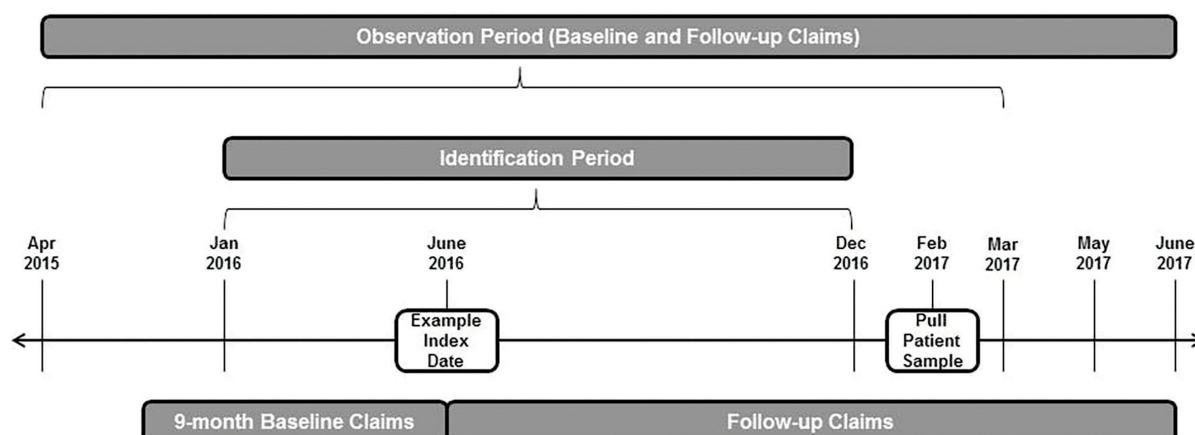 Observation Period (Baseline and Follow-up Claims)
Identification Period
Apr
2015
Jan
2016
June
2016
Dec
2016
Feb
2017
Mar
2017
May
2017
June
2017
Example
Index
Date
Pull
Patient
Sample
9-month Baseline Claims
Follow-up Claims